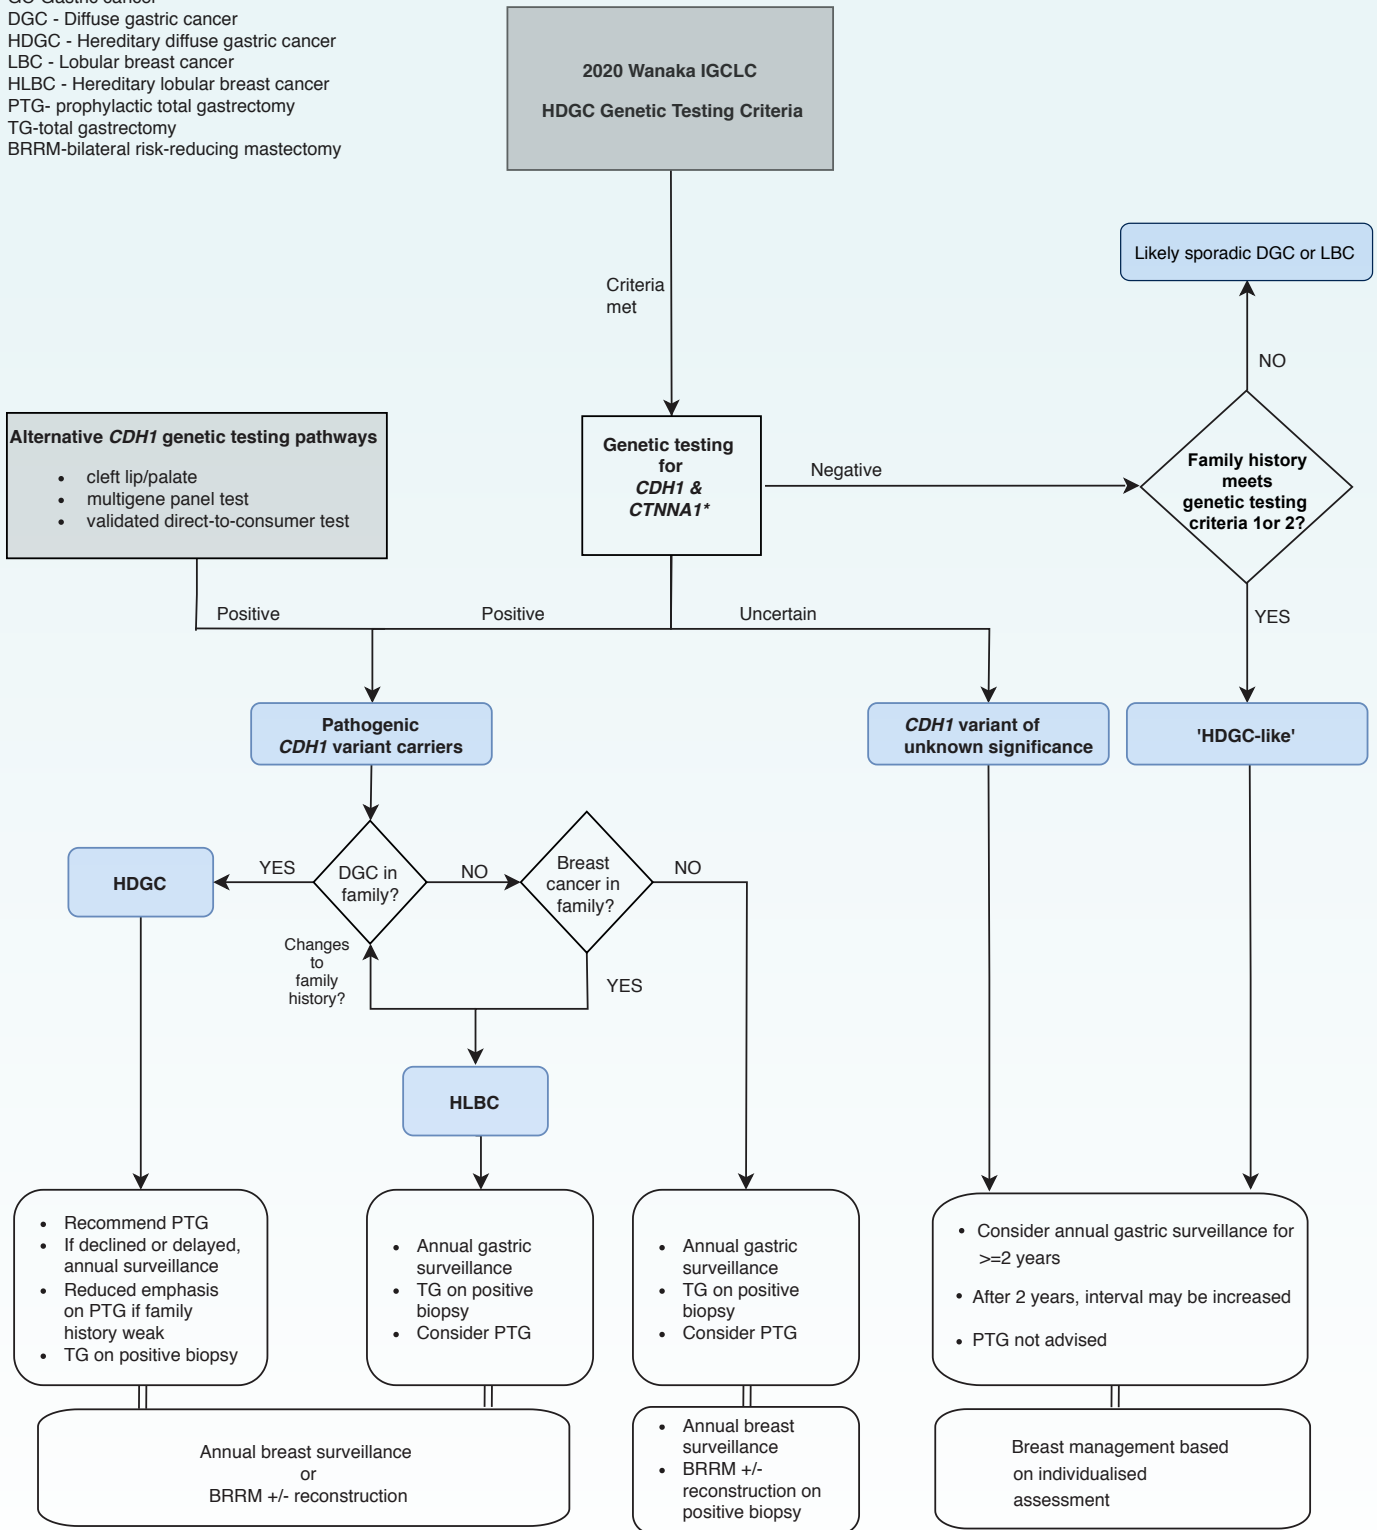 GC-Gastric cancer
DGC - Diffuse gastric cancer
HDGC - Hereditary diffuse gastric cancer
LBC - Lobular breast cancer
HLBC - Hereditary lobular breast cancer
PTG- prophylactic total gastrectomy
TG-total gastrectomy
BRRM-bilateral risk-reducing mastectomy
2020 Wanaka IGCLC
HDGC Genetic Testing Criteria
Likely sporadic DGC or LBC
Criteria
met
NO
Alternative CDH1 genetic testing pathways
• cleft lip/palate
• multigene panel test
• validated direct-to-consumer test
Genetic testing
for
CDH1 &
CTNNA1*
Negative
Family history
meets
genetic testing
criteria 1or 2?
Positive
Positive
Uncertain
YES
Pathogenic
CDH1 variant carriers
CDH1 variant of
unknown significance
'HDGC-like'
HDGC
YES
DGC in
family?
NO
Breast
cancer in
family?
NO
Changes
to
family
history?
YES
HLBC
• Recommend PTG
• If declined or delayed,
annual surveillance
• Reduced emphasis
on PTG if family
history weak
• TG on positive biopsy
• Annual gastric
surveillance
• TG on positive
biopsy
• Consider PTG
• Annual gastric
surveillance
• TG on positive
biopsy
• Consider PTG
• Consider annual gastric surveillance for
>=2 years
• After 2 years, interval may be increased
• PTG not advised
Annual breast surveillance
or
BRRM +/- reconstruction
• Annual breast
surveillance
• BRRM +/-
reconstruction on
positive biopsy
Breast management based
on individualised
assessment